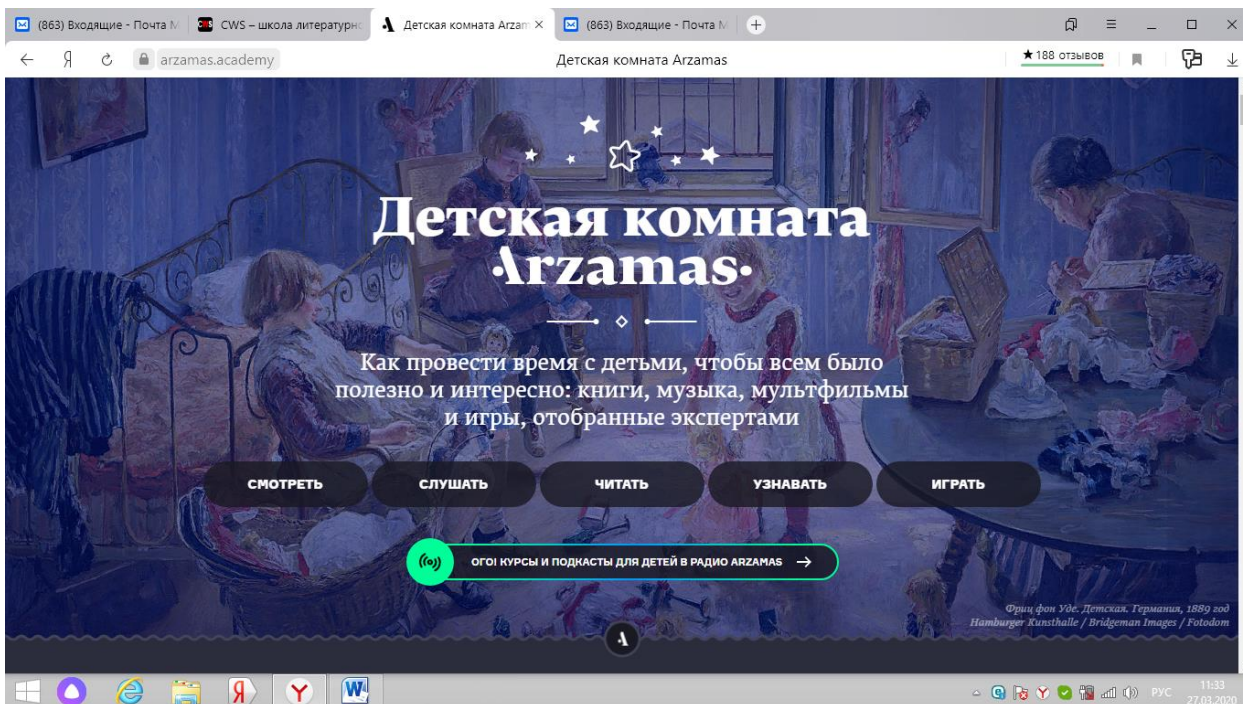 (863) Входящие - Почта М
CWS – школа литературно
Детская комната Arzam
(863) Входящие - Почта М
arzamas.academy
Детская комната Arzamas
★188 отзывов
Детская комната
Arzamas
Как провести время с детьми, чтобы всем было
полезно и интересно: книги, музыка, мультфильмы
и игры, отобранные экспертами
СМОТРЕТЬ
СЛУШАТЬ
ЧИТАТЬ
УЗНАВАТЬ
ИГРАТЬ
ОГО! КУРСЫ И ПОДКАСТЫ ДЛЯ ДЕТЕЙ В РАДИО ARZAMAS →
Фриц фон Уде. Детская. Германия, 1889 год
Hamburger Kunsthalle / Bridgeman Images / Fotodom
РУС
11:33
27.03.2020